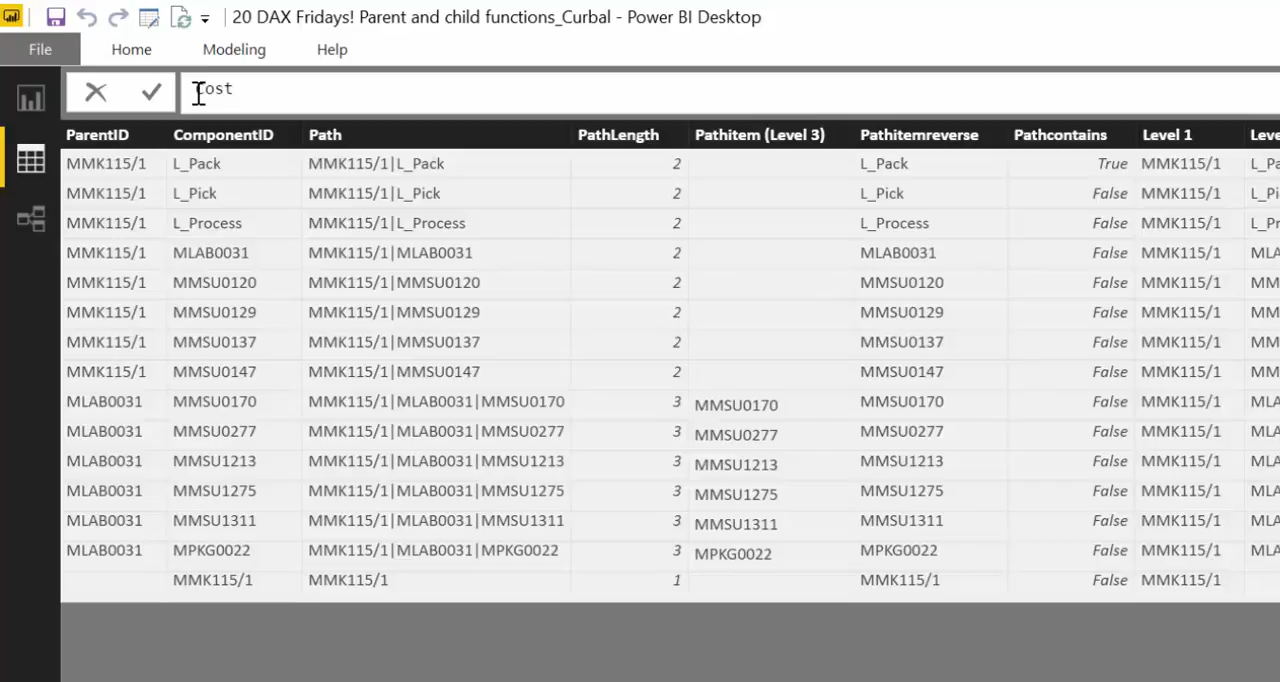 20 DAX Fridays! Parent and child functions_Curbal - Power BI Desktop
File Home Modeling Help
Cost
ParentID ComponentID Path PathLength Pathitem (Level 3) Pathitemreverse Pathcontains Level 1
MMK115/1 L_Pack MMK115/1|L_Pack 2 L_Pack True MMK115/1
MMK115/1 L_Pick MMK115/1|L_Pick 2 L_Pick False MMK115/1
MMK115/1 L_Process MMK115/1|L_Process 2 L_Process False MMK115/1
MMK115/1 MLAB0031 MMK115/1|MLAB0031 2 MLAB0031 False MMK115/1
MMK115/1 MMSU0120 MMK115/1|MMSU0120 2 MMSU0120 False MMK115/1
MMK115/1 MMSU0129 MMK115/1|MMSU0129 2 MMSU0129 False MMK115/1
MMK115/1 MMSU0137 MMK115/1|MMSU0137 2 MMSU0137 False MMK115/1
MMK115/1 MMSU0147 MMK115/1|MMSU0147 2 MMSU0147 False MMK115/1
MLAB0031 MMSU0170 MMK115/1|MLAB0031|MMSU0170 3 MMSU0170 MMSU0170 False MMK115/1
MLAB0031 MMSU0277 MMK115/1|MLAB0031|MMSU0277 3 MMSU0277 MMSU0277 False MMK115/1
MLAB0031 MMSU1213 MMK115/1|MLAB0031|MMSU1213 3 MMSU1213 MMSU1213 False MMK115/1
MLAB0031 MMSU1275 MMK115/1|MLAB0031|MMSU1275 3 MMSU1275 MMSU1275 False MMK115/1
MLAB0031 MMSU1311 MMK115/1|MLAB0031|MMSU1311 3 MMSU1311 MMSU1311 False MMK115/1
MLAB0031 MPKG0022 MMK115/1|MLAB0031|MPKG0022 3 MPKG0022 MPKG0022 False MMK115/1
MMK115/1 MMK115/1 1 MMK115/1 False MMK115/1